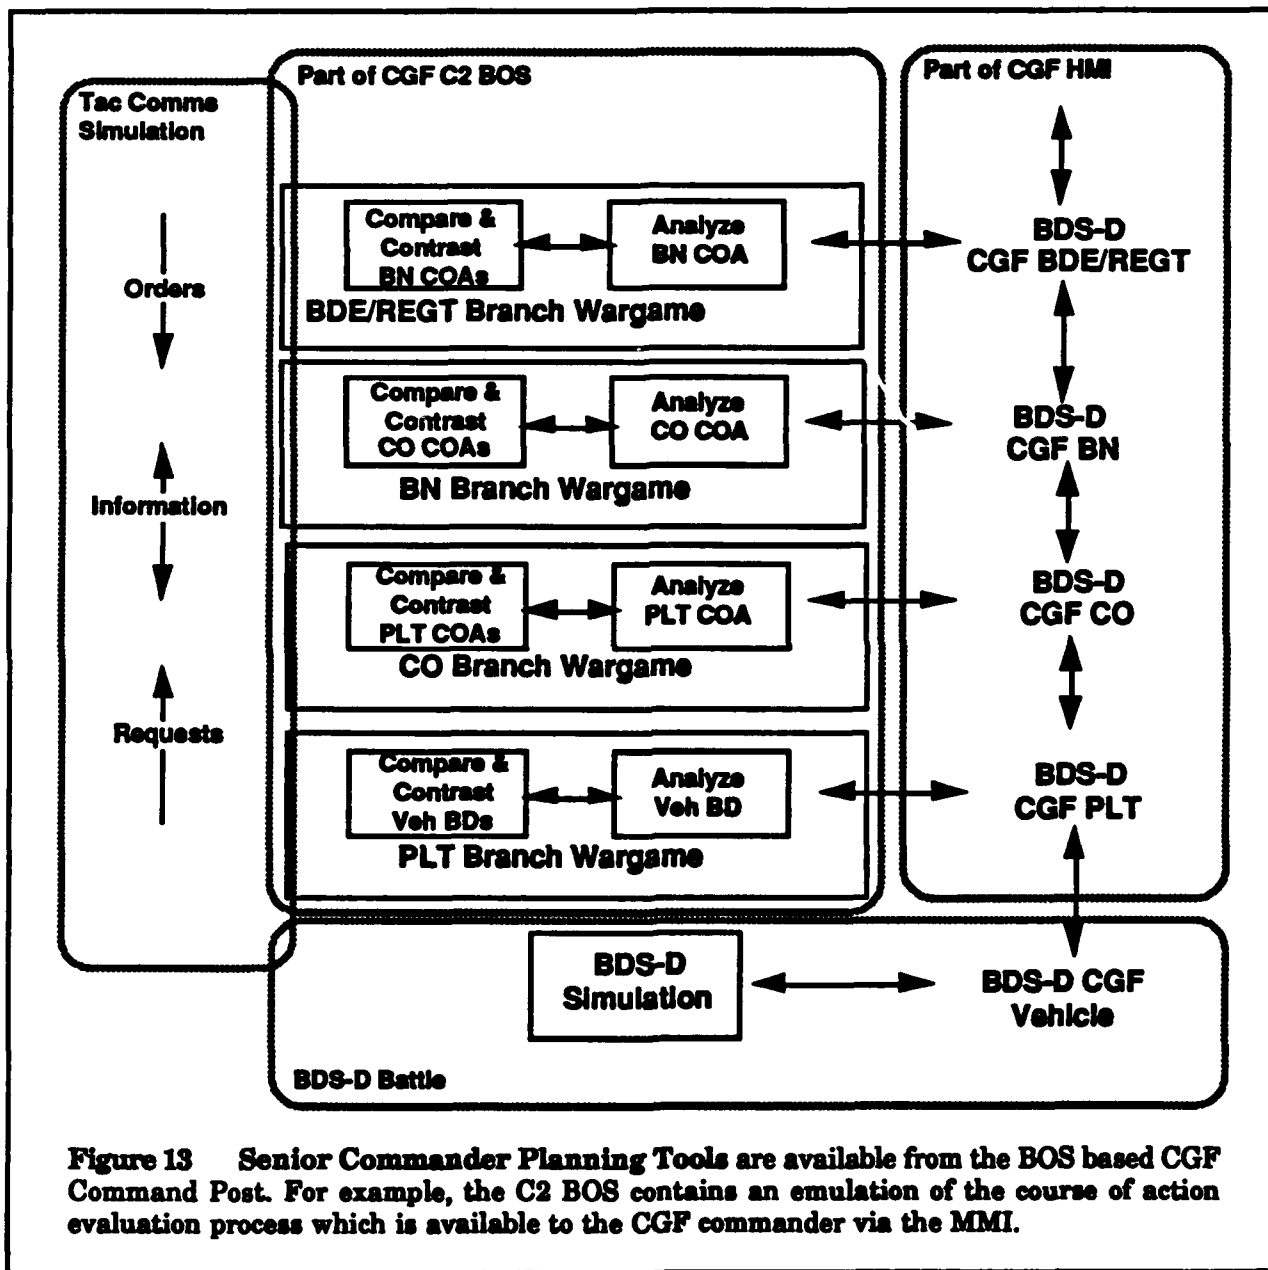 Part of CGF C2 BOS
Part of CGF HMI
Tac Comms
Simulation
Orders
Information
Requests
Compare &
Contrast
BN COAs
Analyze
BN COA
BDE/REGT Branch Wargame
BDS-D
CGF BDE/REGT
Compare &
Contrast
CO COAs
Analyze
CO COA
BN Branch Wargame
BDS-D
CGF BN
Compare &
Contrast
PLT COAs
Analyze
PLT COA
CO Branch Wargame
BDS-D
CGF CO
Compare &
Contrast
Veh BDs
Analyze
Veh BD
PLT Branch Wargame
BDS-D
CGF PLT
BDS-D
Simulation
BDS-D CGF
Vehicle
BDS-D Battle
Figure 13 Senior Commander Planning Tools are available from the BOS based CGF
Command Post. For example, the C2 BOS contains an emulation of the course of action
evaluation process which is available to the CGF commander via the MMI.